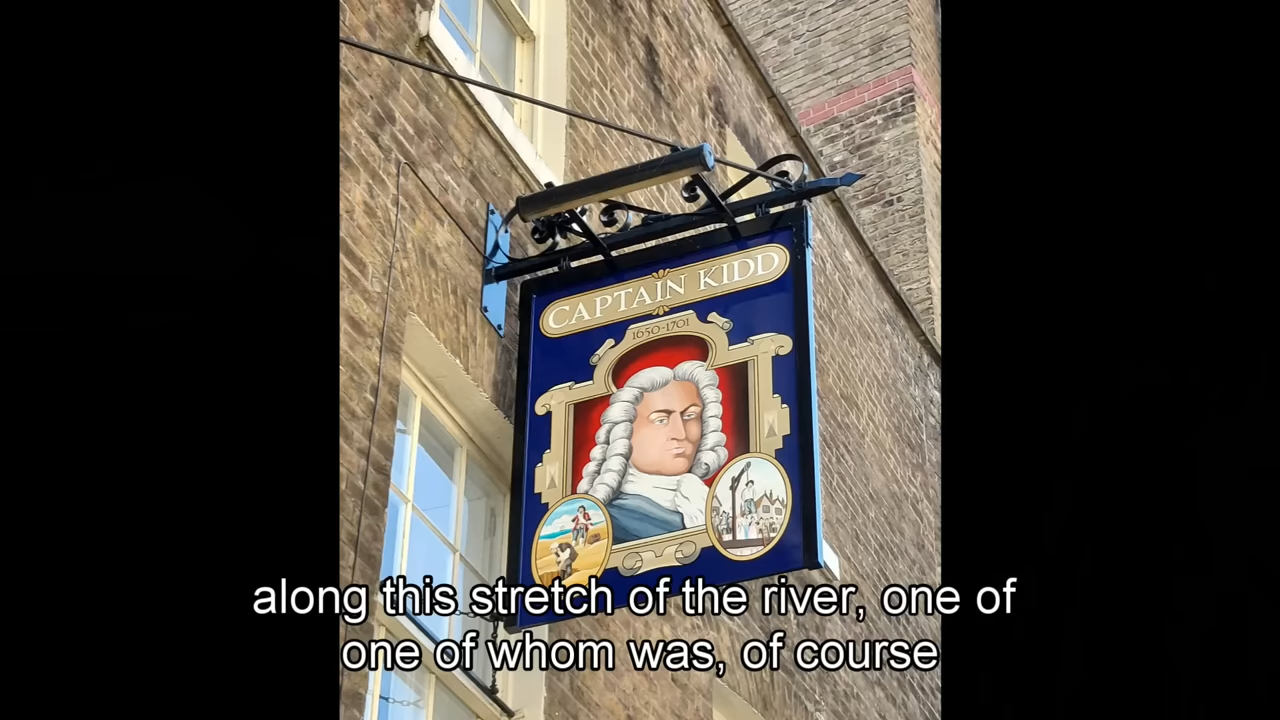 CAPTAIN KIDD
1650-1701
along this stretch of the river, one of
one of whom was, of course